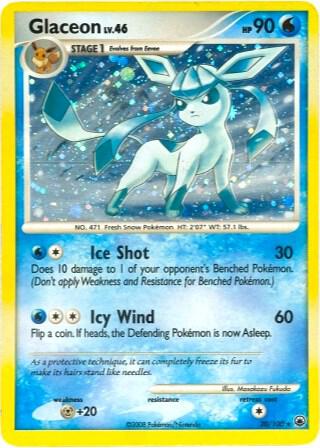 Glaceon LV.46 HP 90
STAGE 1 Evolves from Eevee
NO. 471 Fresh Snow Pokémon HT: 2'07" WT: 57.1 lbs.
Ice Shot 30
Does 10 damage to 1 of your opponent's Benched Pokémon.
(Don't apply Weakness and Resistance for Benched Pokémon.)
Icy Wind 60
Flip a coin. If heads, the Defending Pokémon is now Asleep.
As a protective technique, it can completely freeze its fur to
make its hairs stand like needles.
Illus. Masakazu Fukuda
weakness resistance retreat cost
+20
©2008 Pokémon/Nintendo 20/100